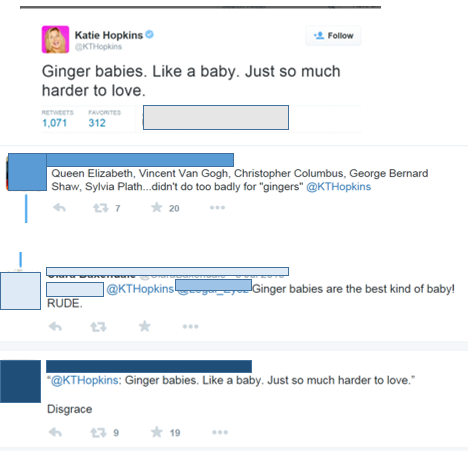 Katie Hopkins
@KTHopkins
Follow
Ginger babies. Like a baby. Just so much
harder to love.
RETWEETS FAVORITES
1,071 312
Queen Elizabeth, Vincent Van Gogh, Christopher Columbus, George Bernard
Shaw, Sylvia Plath...didn't do too badly for "gingers" @KTHopkins
7 20
@KTHopkins Ginger babies are the best kind of baby!
RUDE.
"@KTHopkins: Ginger babies. Like a baby. Just so much harder to love."
Disgrace
9 19